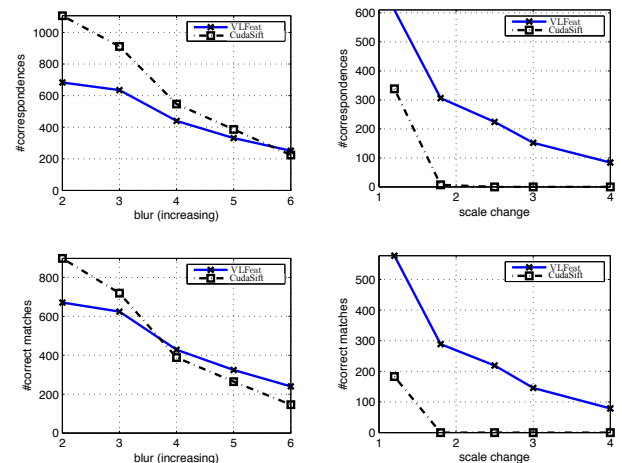 #correspondences
1000
800
600
400
200
0
2
3
4
5
6
blur (increasing)
VLFeat
CudaSift
#correspondences
600
500
400
300
200
100
0
1
2
3
4
scale change
VLFeat
CudaSift
#correct matches
800
600
400
200
0
2
3
4
5
6
blur (increasing)
VLFeat
CudaSift
#correct matches
500
400
300
200
100
0
1
2
3
4
scale change
VLFeat
CudaSift